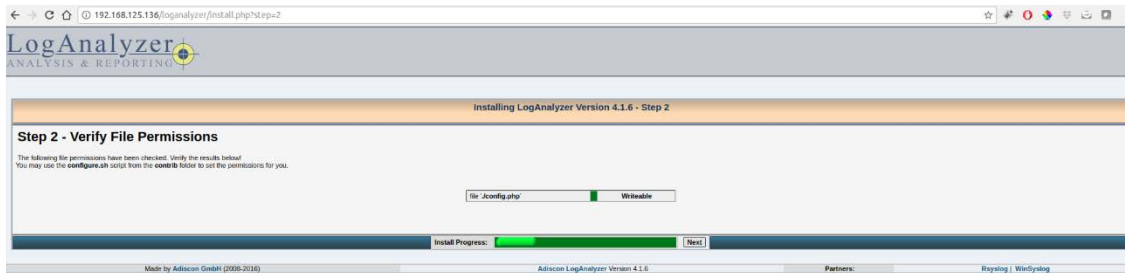 192.168.125.136/loganalyzer/install.php?step=2
LogAnalyzer
ANALYSIS & REPORTING
Installing LogAnalyzer Version 4.1.6 - Step 2
Step 2 - Verify File Permissions
The following file permissions have been checked. Verify the results below!
You may use the configure.sh script from the contrib folder to set the permissions for you.
file './config.php' Writeable
Install Progress: Next
Made by Adiscon GmbH (2008-2016) Adiscon LogAnalyzer Version 4.1.6 Partners: Rsyslog | WinSyslog